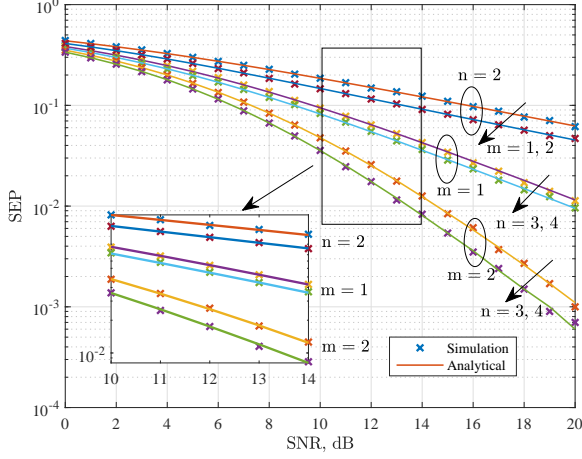 10^0
10^-1
10^-2
10^-3
10^-4
SEP
n = 2
m = 1, 2
m = 1
n = 3, 4
m = 2
n = 3, 4
n = 2
m = 1
m = 2
10^-2
10 11 12 13 14
Simulation
Analytical
0 2 4 6 8 10 12 14 16 18 20
SNR, dB